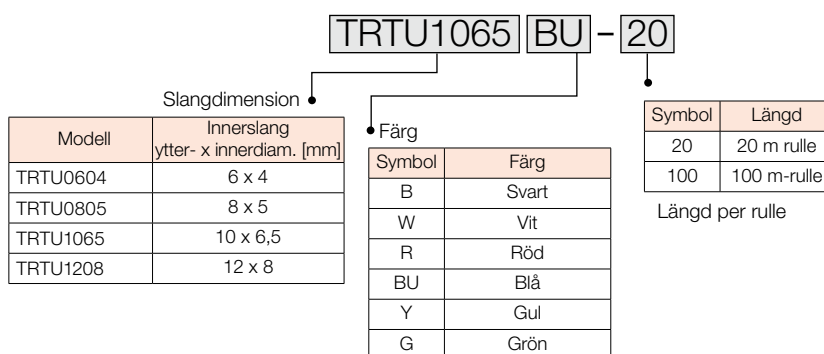 TRTU1065 BU - 20
Slangdimension
Modell Innerslang ytter- x innerdiam. [mm]
TRTU0604 6 x 4
TRTU0805 8 x 5
TRTU1065 10 x 6,5
TRTU1208 12 x 8
Färg
Symbol Färg
B Svart
W Vit
R Röd
BU Blå
Y Gul
G Grön
Symbol Längd
20 20 m rulle
100 100 m-rulle
Längd per rulle